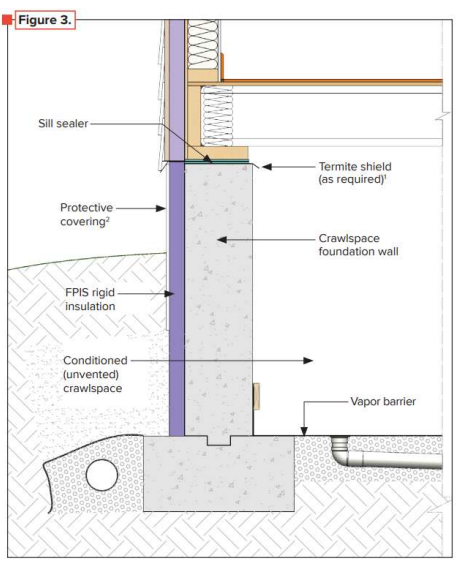 Figure 3.
Sill sealer
Termite shield
(as required)¹
Protective
covering²
Crawlspace
foundation wall
FPIS rigid
insulation
Conditioned
(unvented)
crawlspace
Vapor barrier